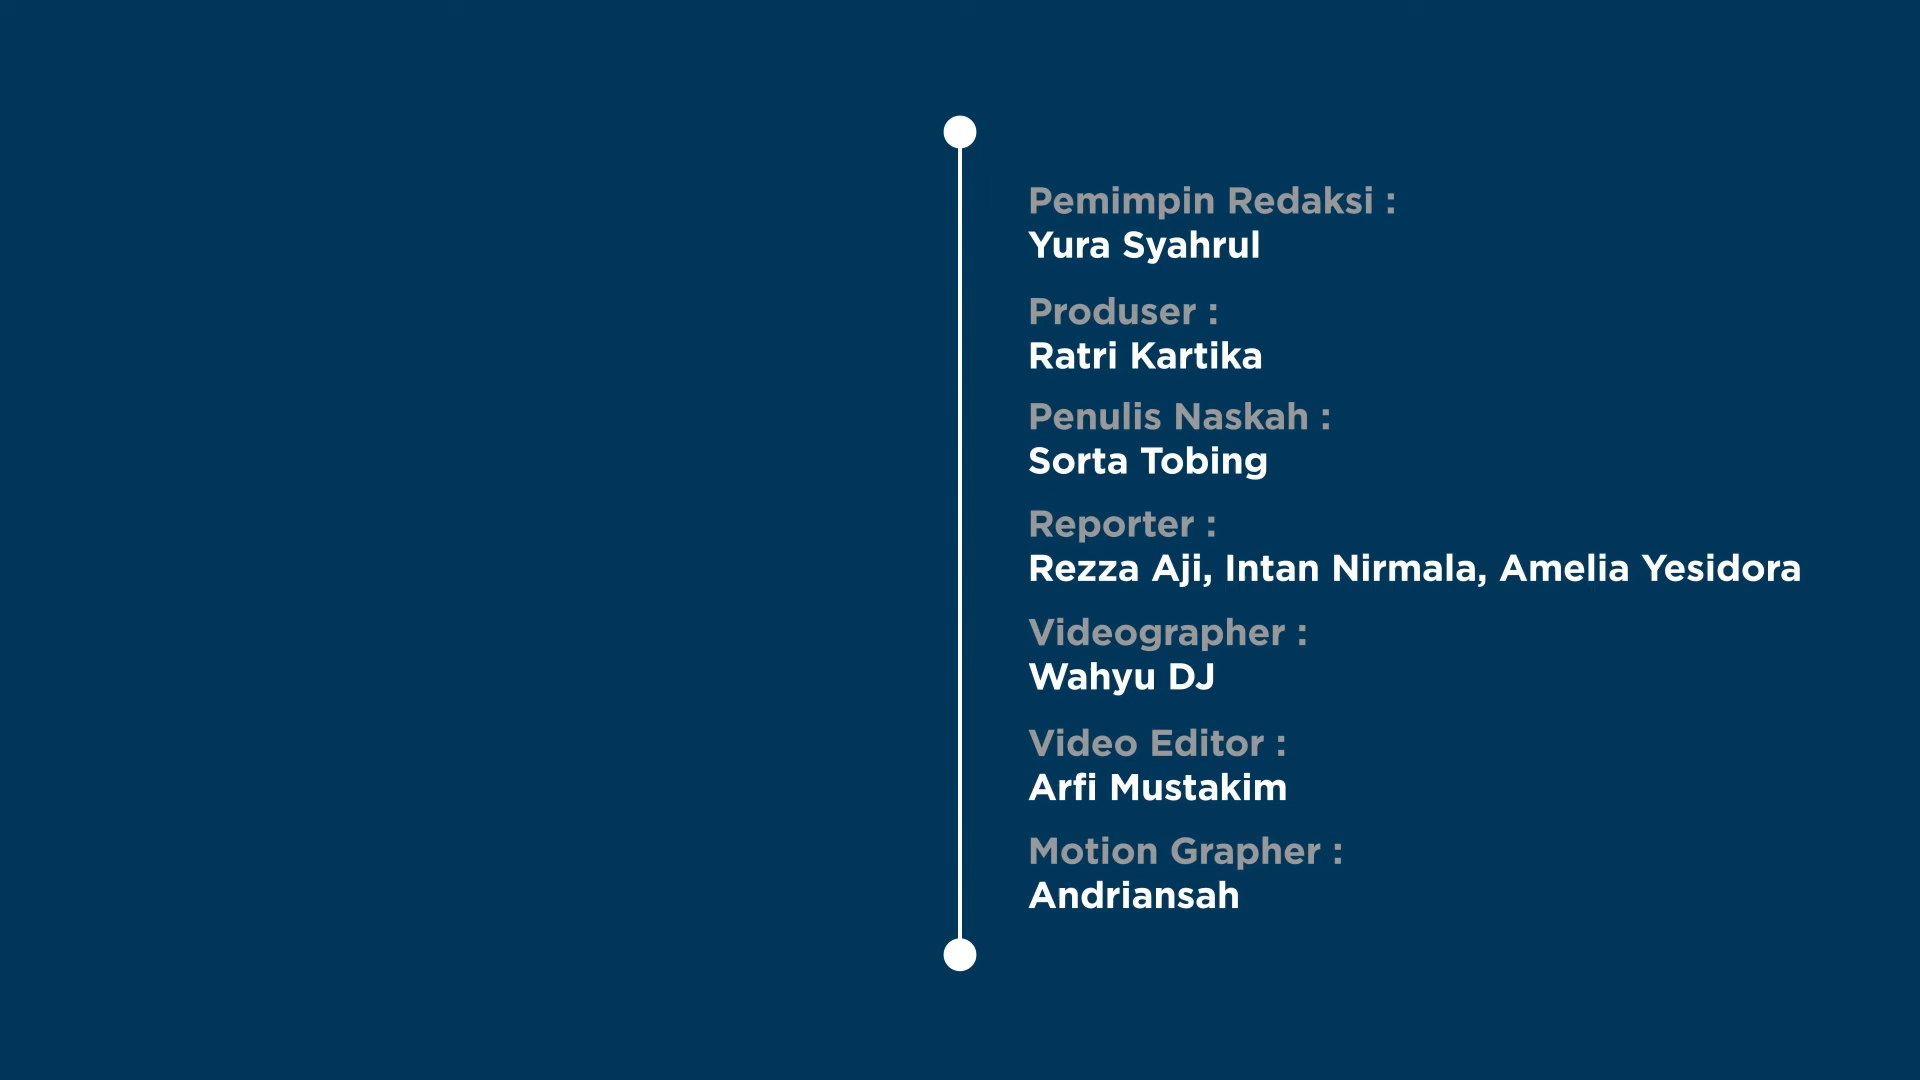 Pemimpin Redaksi :
Yura Syahrul
Produser :
Ratri Kartika
Penulis Naskah :
Sorta Tobing
Reporter :
Rezza Aji, Intan Nirmala, Amelia Yesidora
Videographer :
Wahyu DJ
Video Editor :
Arfi Mustakim
Motion Grapher :
Andriansah